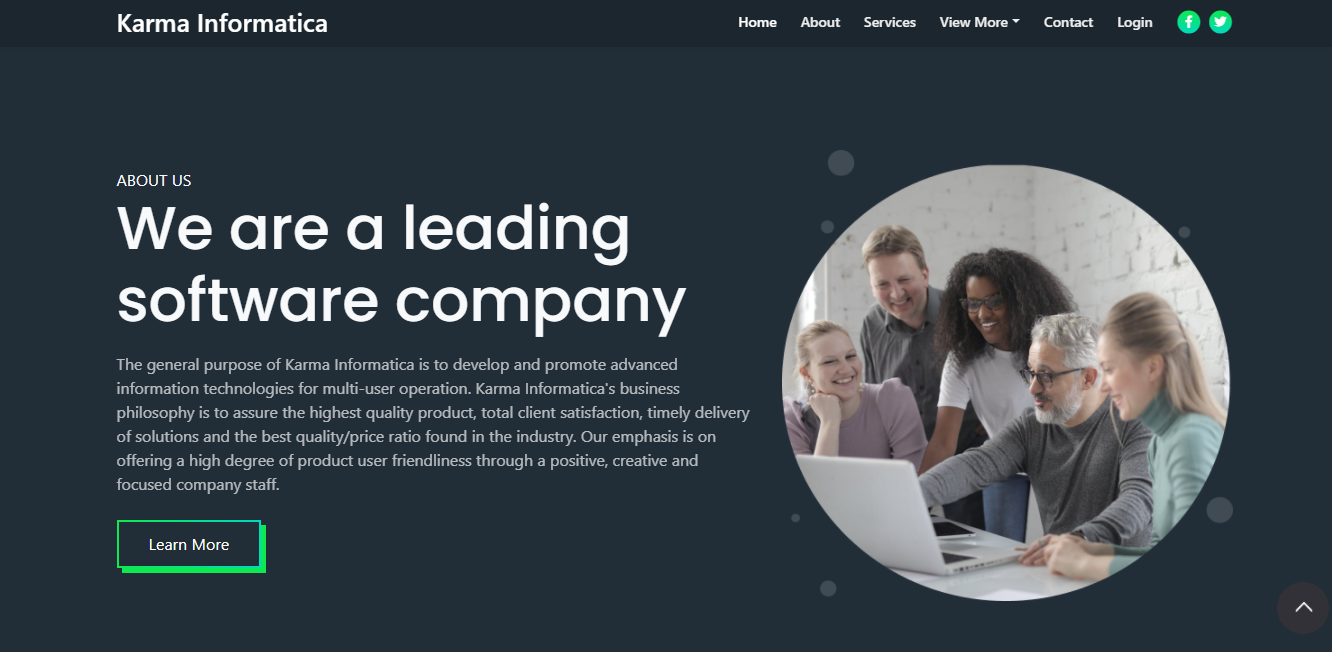 Karma Informatica
Home About Services View More Contact Login
ABOUT US
We are a leading
software company
The general purpose of Karma Informatica is to develop and promote advanced
information technologies for multi-user operation. Karma Informatica's business
philosophy is to assure the highest quality product, total client satisfaction, timely delivery
of solutions and the best quality/price ratio found in the industry. Our emphasis is on
offering a high degree of product user friendliness through a positive, creative and
focused company staff.
Learn More